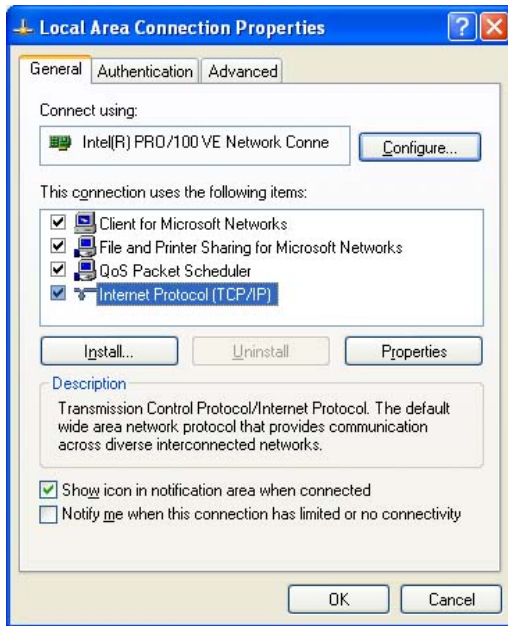 Local Area Connection Properties
General Authentication Advanced
Connect using:
Intel(R) PRO/100 VE Network Conne
Configure...
This connection uses the following items:
Client for Microsoft Networks
File and Printer Sharing for Microsoft Networks
QoS Packet Scheduler
Internet Protocol (TCP/IP)
Install... Uninstall Properties
Description
Transmission Control Protocol/Internet Protocol. The default
wide area network protocol that provides communication
across diverse interconnected networks.
Show icon in notification area when connected
Notify me when this connection has limited or no connectivity
OK Cancel